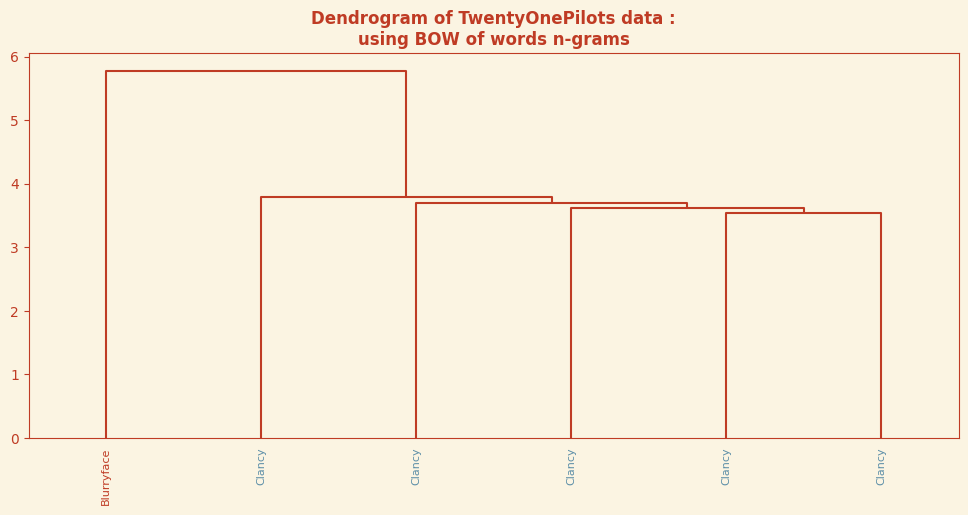 Dendrogram of TwentyOnePilots data :
using BOW of words n-grams
6
5
4
3
2
1
0
Blurryface
Clancy
Clancy
Clancy
Clancy
Clancy